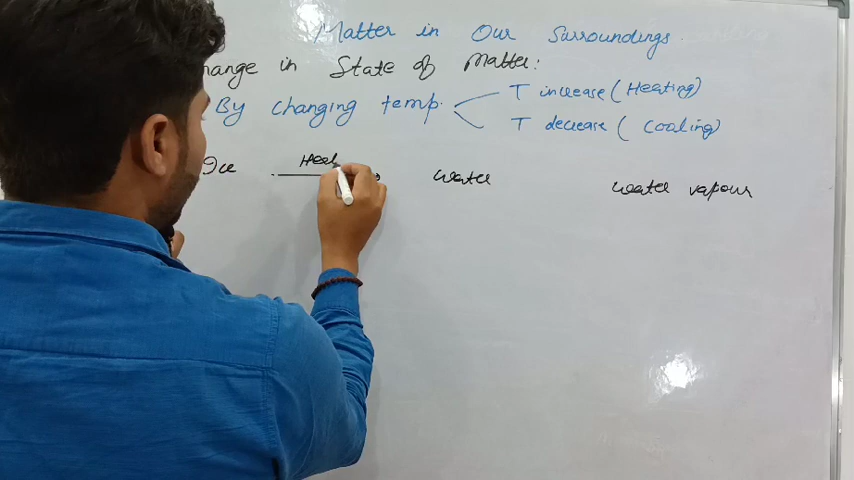 Matter in Our Surroundings
hange in State of Matter:
By changing temp.
T increase (Heating)
T decrease (Cooling)
Ice Heat Water Water vapour